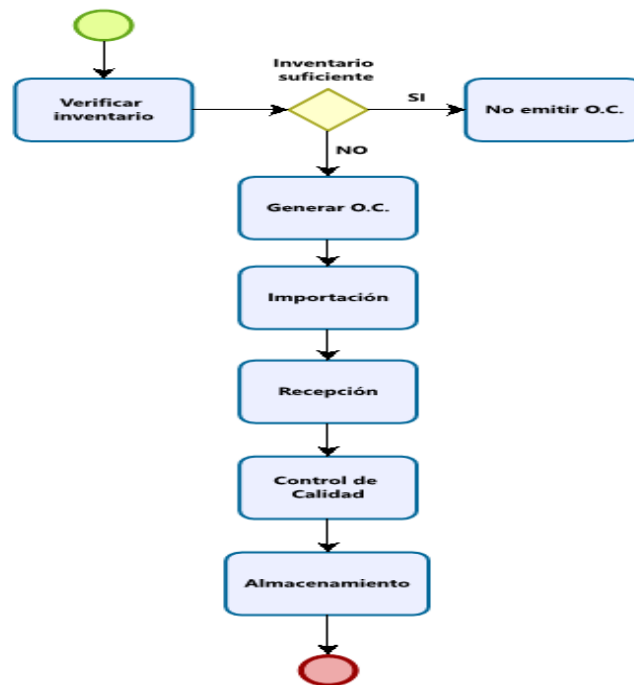 Inventario
suficiente
Verificar
inventario
SI
No emitir O.C.
NO
Generar O.C.
Importación
Recepción
Control de
Calidad
Almacenamiento